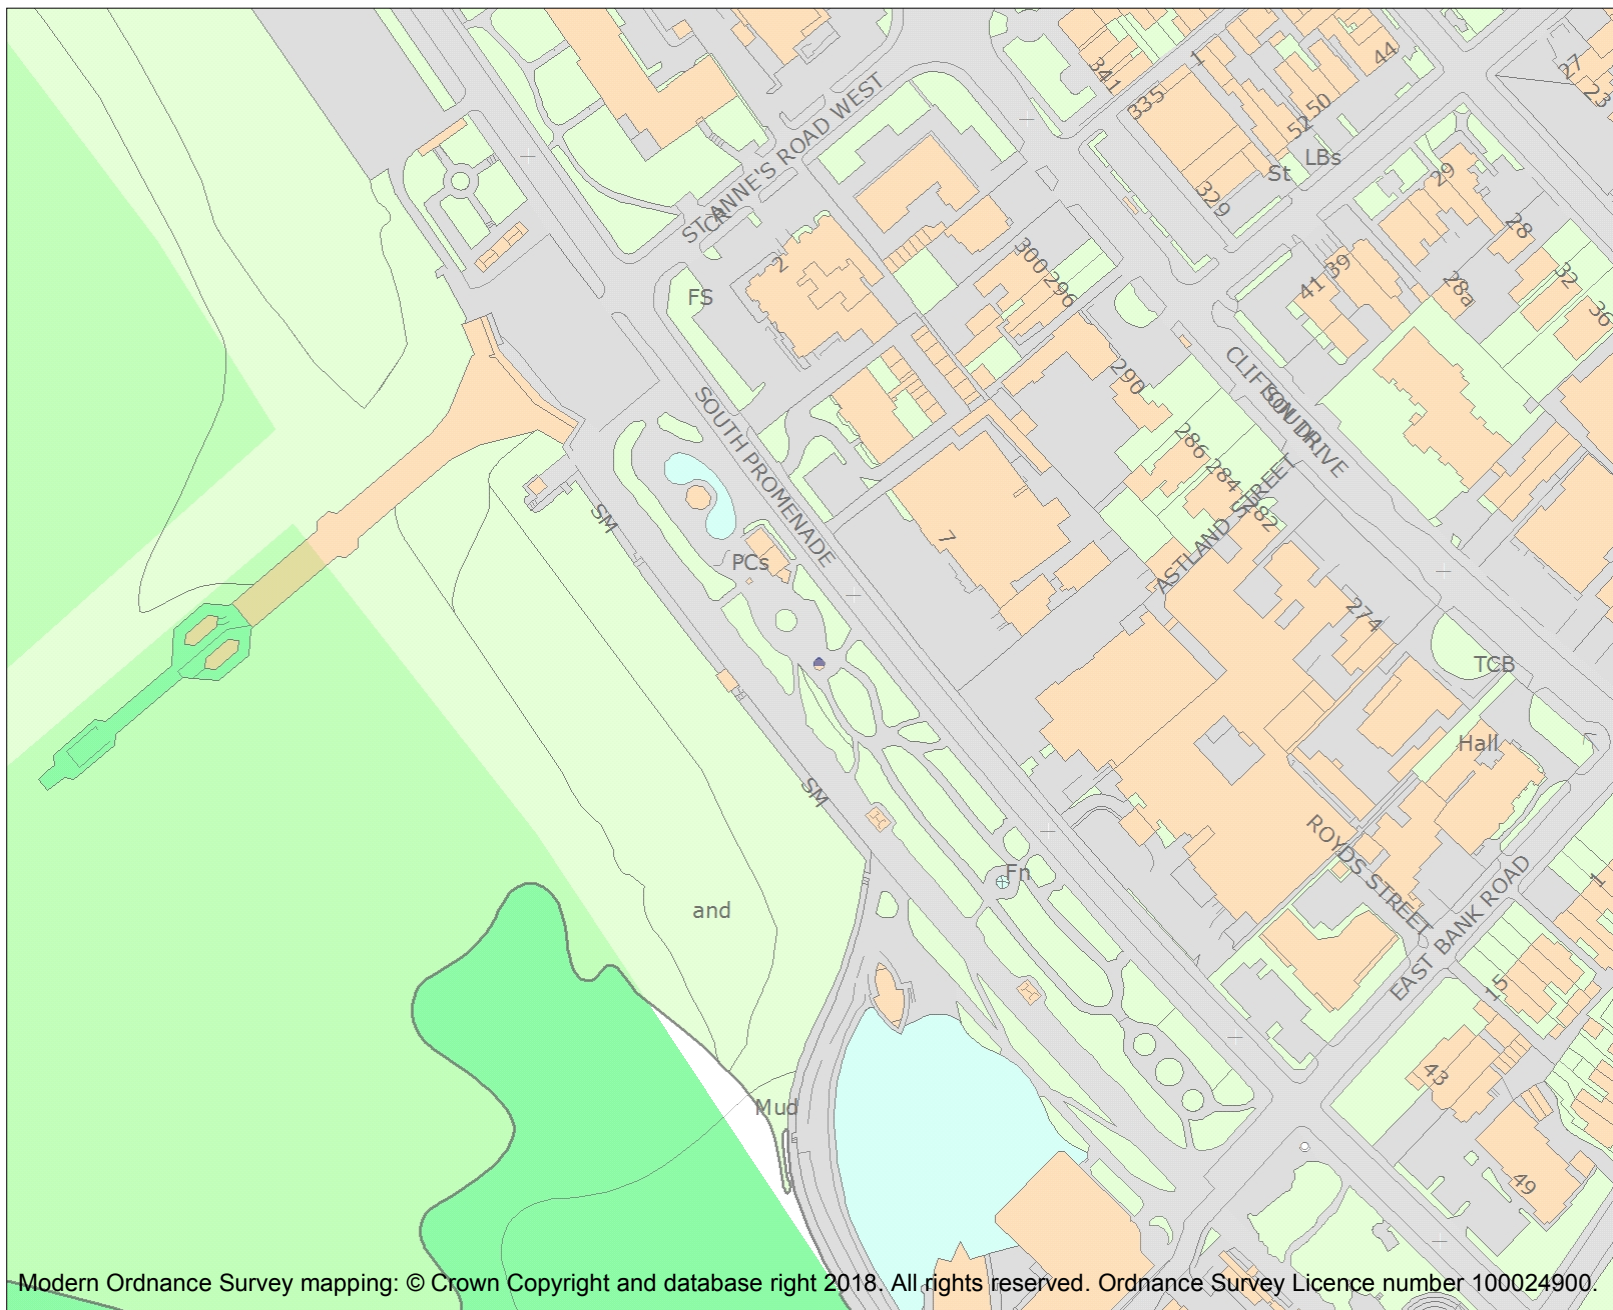 341
1
44
27
23
335
52 50
LBs
St
329
29
28
ST ANNE'S ROAD WEST
2
FS
300
296
41 39
28a
32
36
290
CLIFTON DRIVE
SOUTH
SOUTH PROMENADE
286
284
282
SM
7
PCs
ASTLAND STREET
274
TCB
Hall
SM
ROYDS STREET
Fn
EAST BANK ROAD
1
and
15
43
Mud
49
Modern Ordnance Survey mapping: © Crown Copyright and database right 2018. All rights reserved. Ordnance Survey Licence number 100024900.